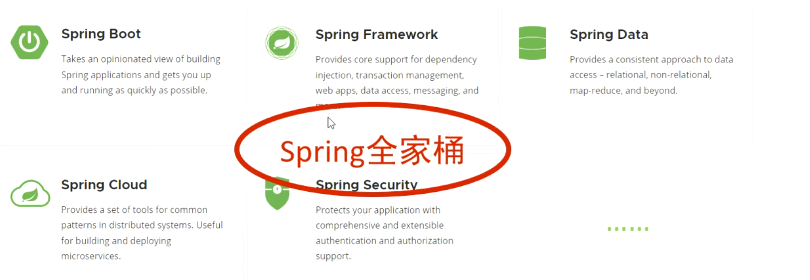 Spring Boot
Takes an opinionated view of building
Spring applications and gets you up
and running as quickly as possible.
Spring Framework
Provides core support for dependency
injection, transaction management,
web apps, data access, messaging, and
Spring Data
Provides a consistent approach to data
access – relational, non-relational,
map-reduce, and beyond.
Spring全家桶
Spring Cloud
Provides a set of tools for common
patterns in distributed systems. Useful
for building and deploying
microservices.
Spring Security
Protects your application with
comprehensive and extensible
authentication and authorization
support.
......